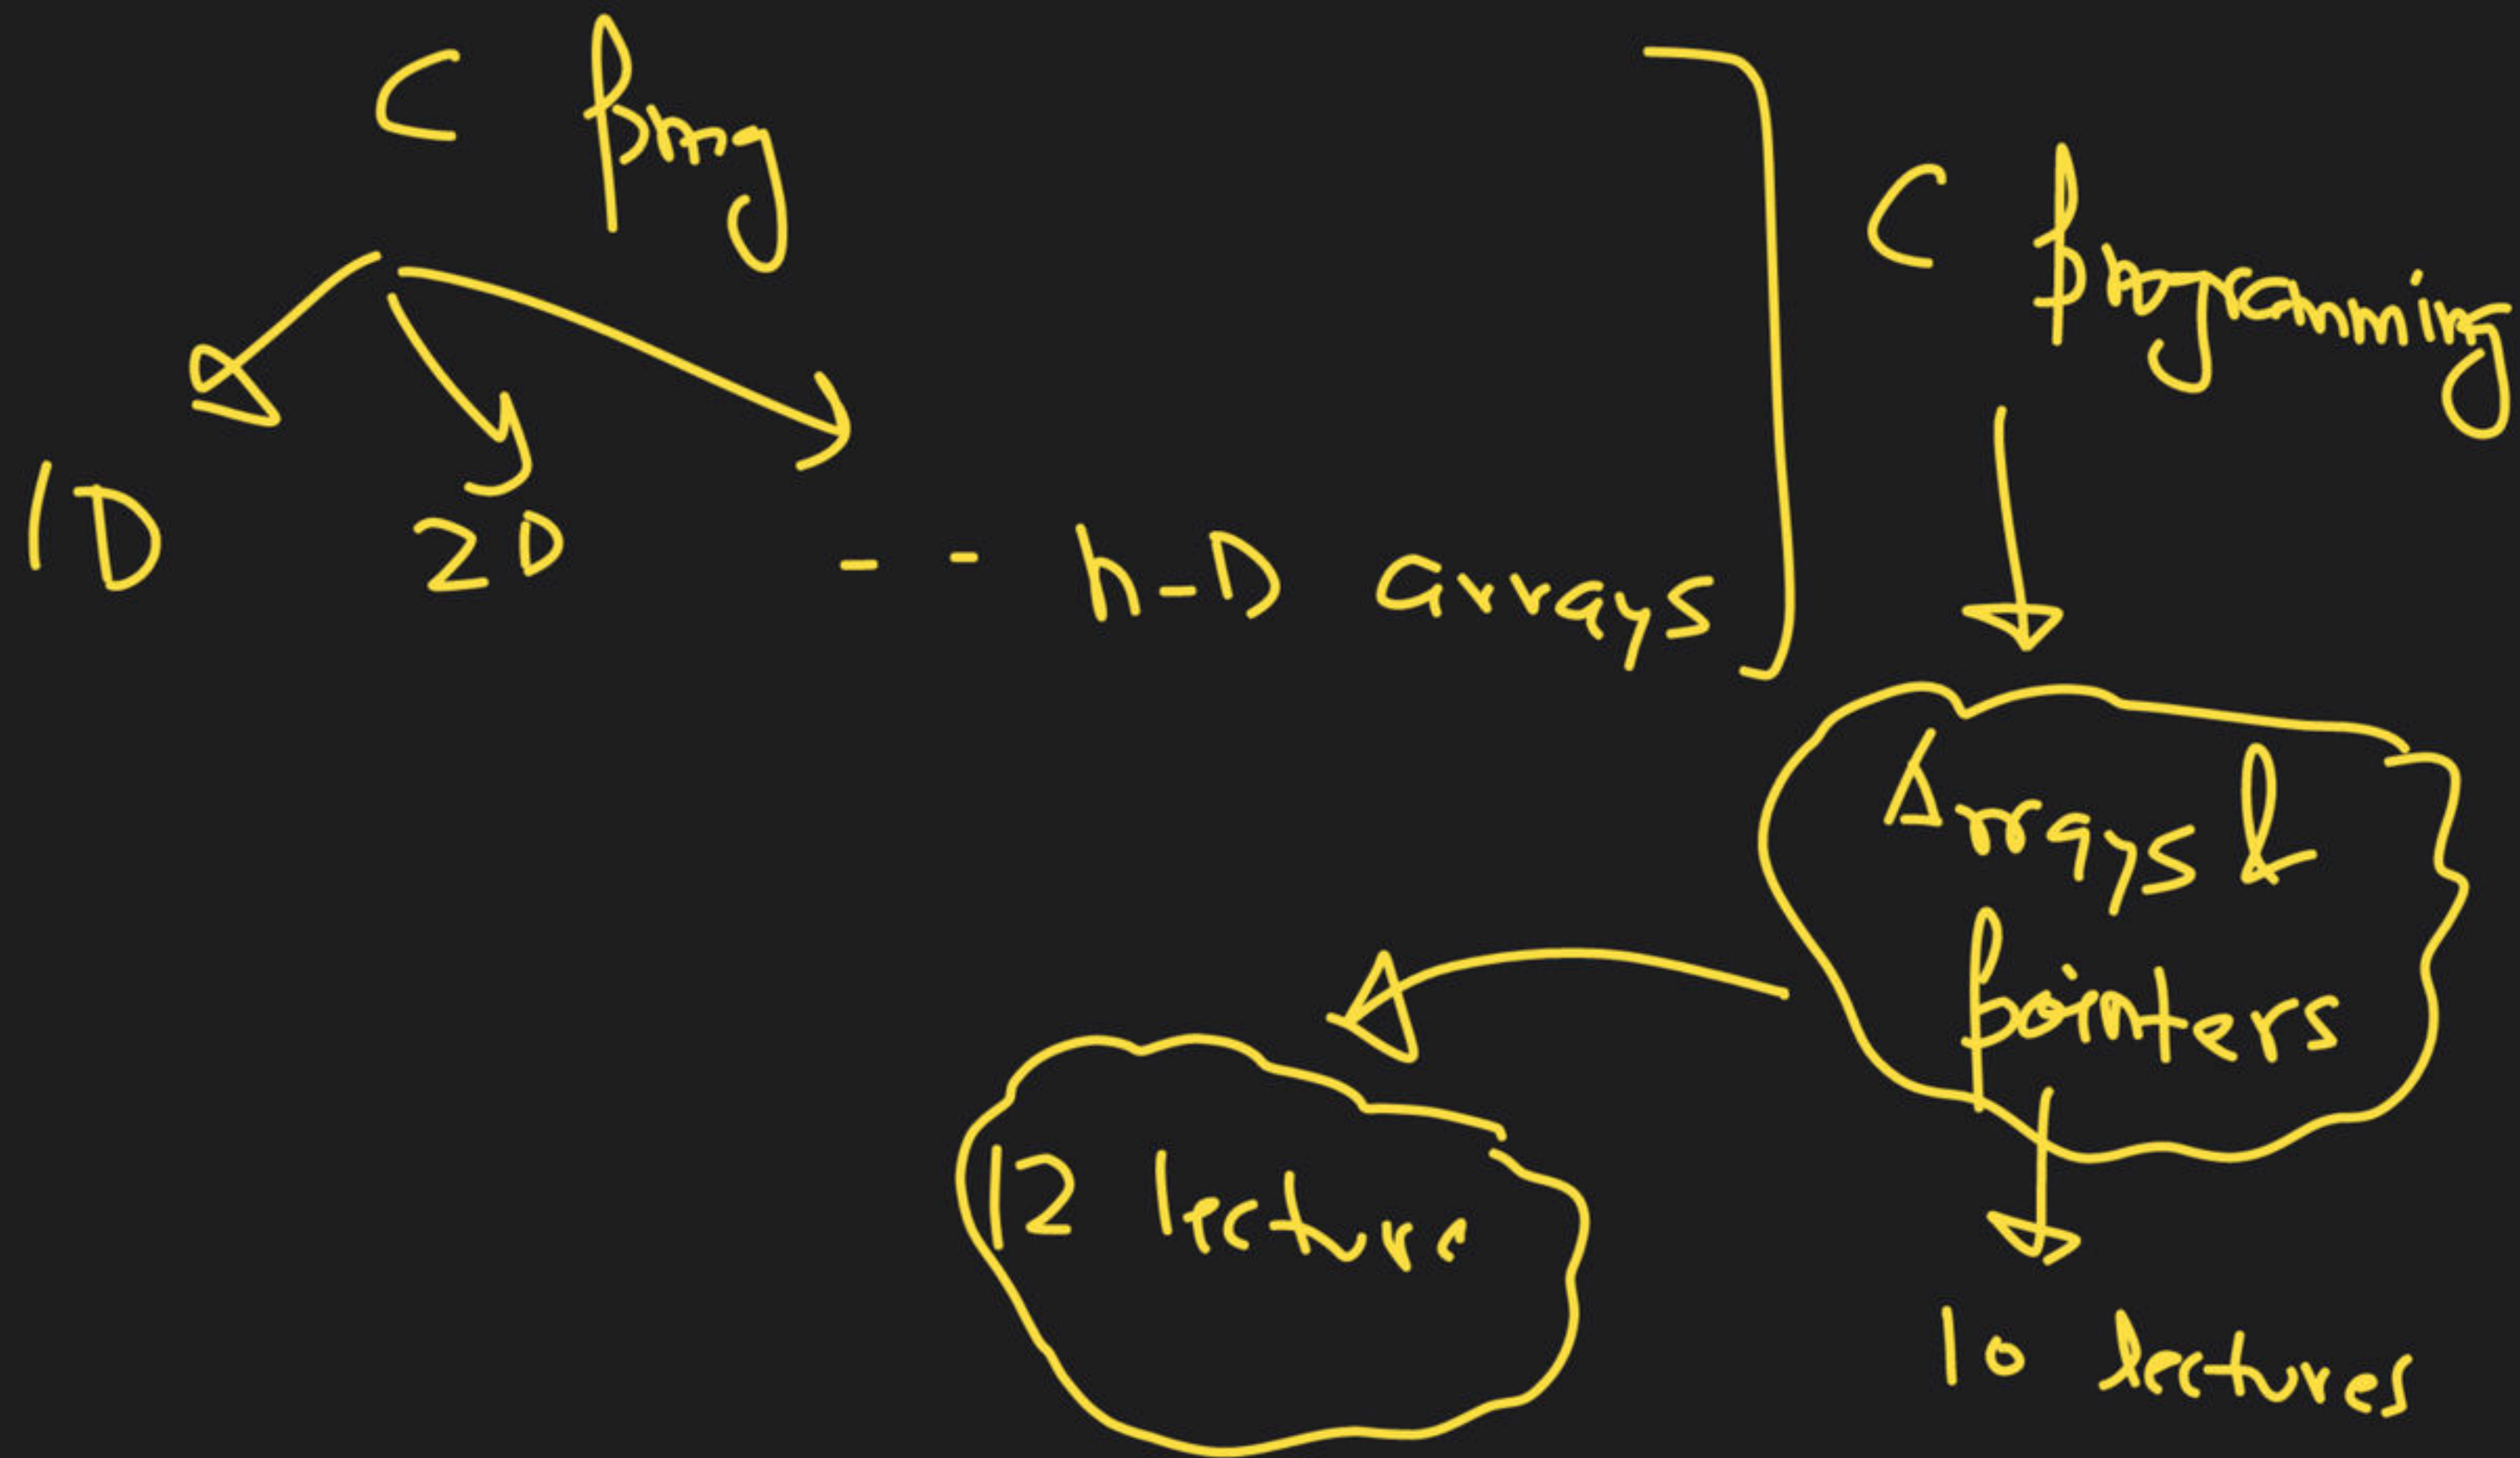 C prog
1D 2D -- n-D arrays
C programming
Arrays &
pointers
12 lecture
10 lectures